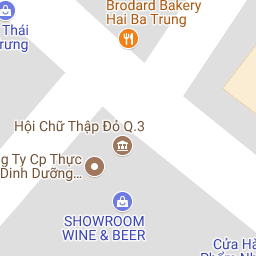 Brodard Bakery
Hai Ba Trung
Thái
rưng
Hội Chữ Thập Đỏ Q.3
g Ty Cp Thực
Dinh Dưỡng...
SHOWROOM
WINE & BEER
Cửa Hà